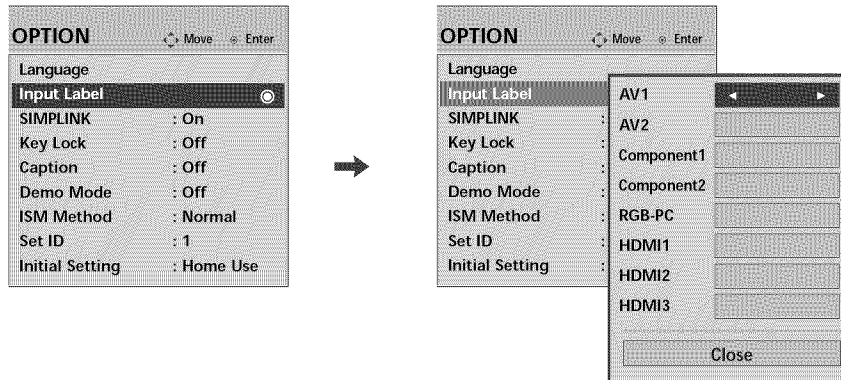 OPTION Move Enter
Language
Input Label
SIMPLINK : On
Key Lock : Off
Caption : Off
Demo Mode : Off
ISM Method : Normal
Set ID : 1
Initial Setting : Home Use
OPTION Move Enter
Language
Input Label
SIMPLINK :
Key Lock :
Caption :
Demo Mode :
ISM Method :
Set ID :
Initial Setting :
AV1
AV2
Component1
Component2
RGB-PC
HDMI1
HDMI2
HDMI3
Close